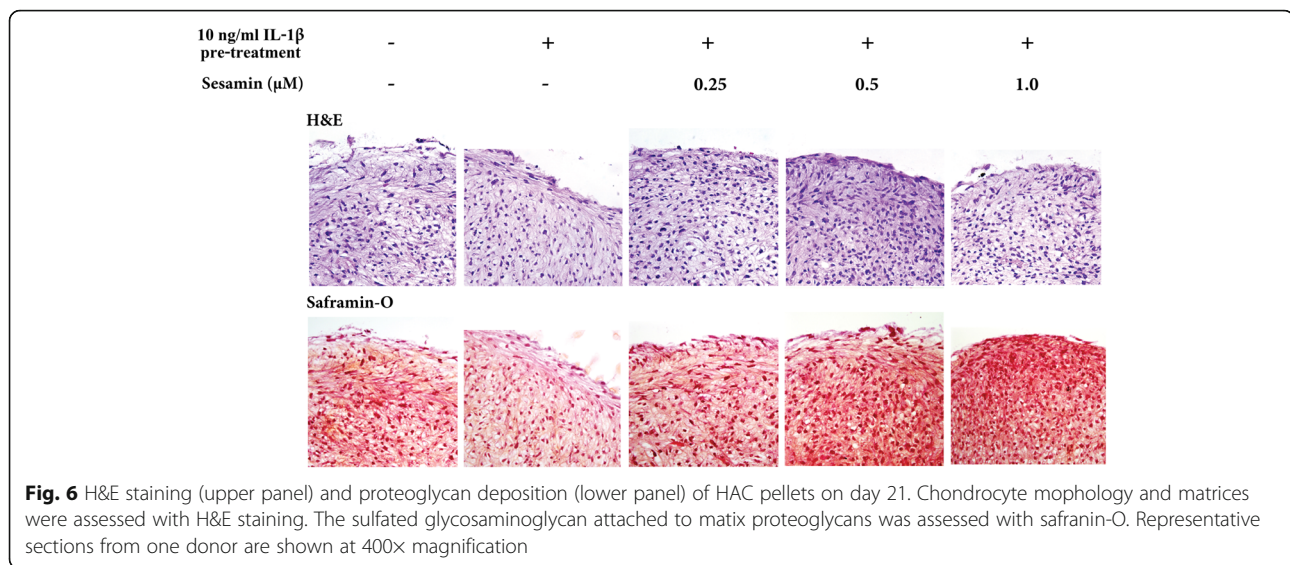 10 ng/ml IL-1β
pre-treatment - + + + +
Sesamin (μM) - - 0.25 0.5 1.0
H&E
Saframin-O
Fig. 6 H&E staining (upper panel) and proteoglycan deposition (lower panel) of HAC pellets on day 21. Chondrocyte mophology and matrices
were assessed with H&E staining. The sulfated glycosaminoglycan attached to matix proteoglycans was assessed with safranin-O. Representative
sections from one donor are shown at 400× magnification